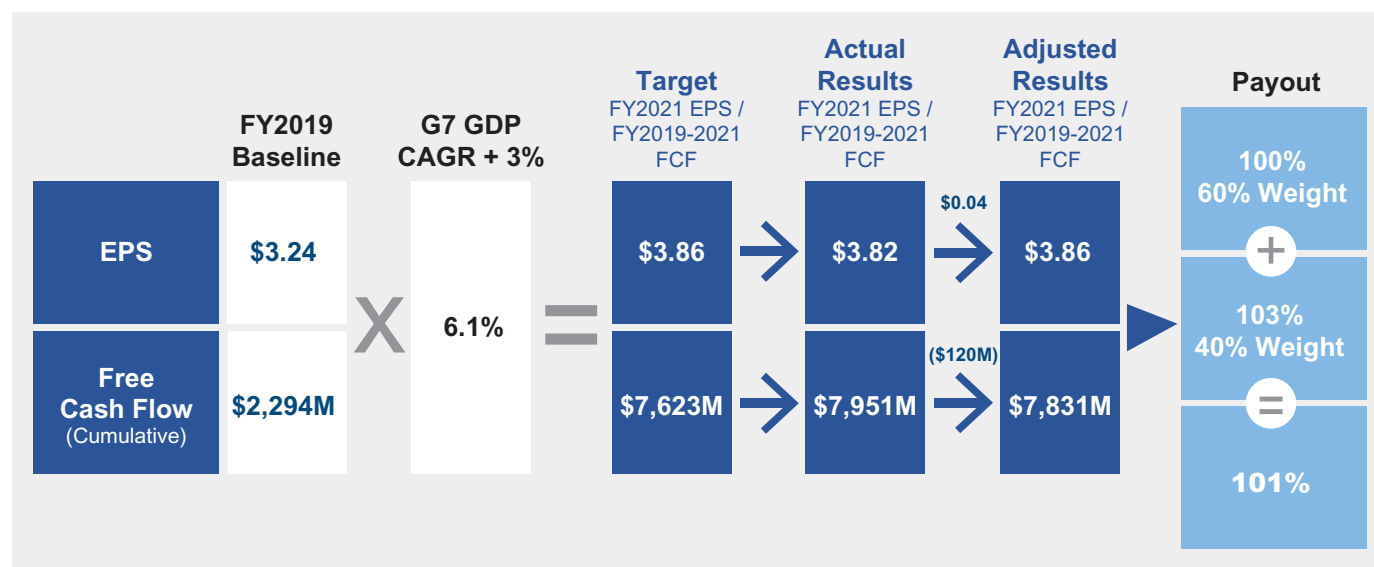 FY2019
Baseline
G7 GDP
CAGR + 3%
Target
FY2021 EPS /
FY2019-2021
FCF
Actual
Results
FY2021 EPS /
FY2019-2021
FCF
Adjusted
Results
FY2021 EPS /
FY2019-2021
FCF
Payout
EPS
$3.24
X
6.1%
=
$3.86
$3.82
$0.04
$3.86
100%
60% Weight
+
Free
Cash Flow
(Cumulative)
$2,294M
$7,623M
$7,951M
($120M)
$7,831M
103%
40% Weight
=
101%